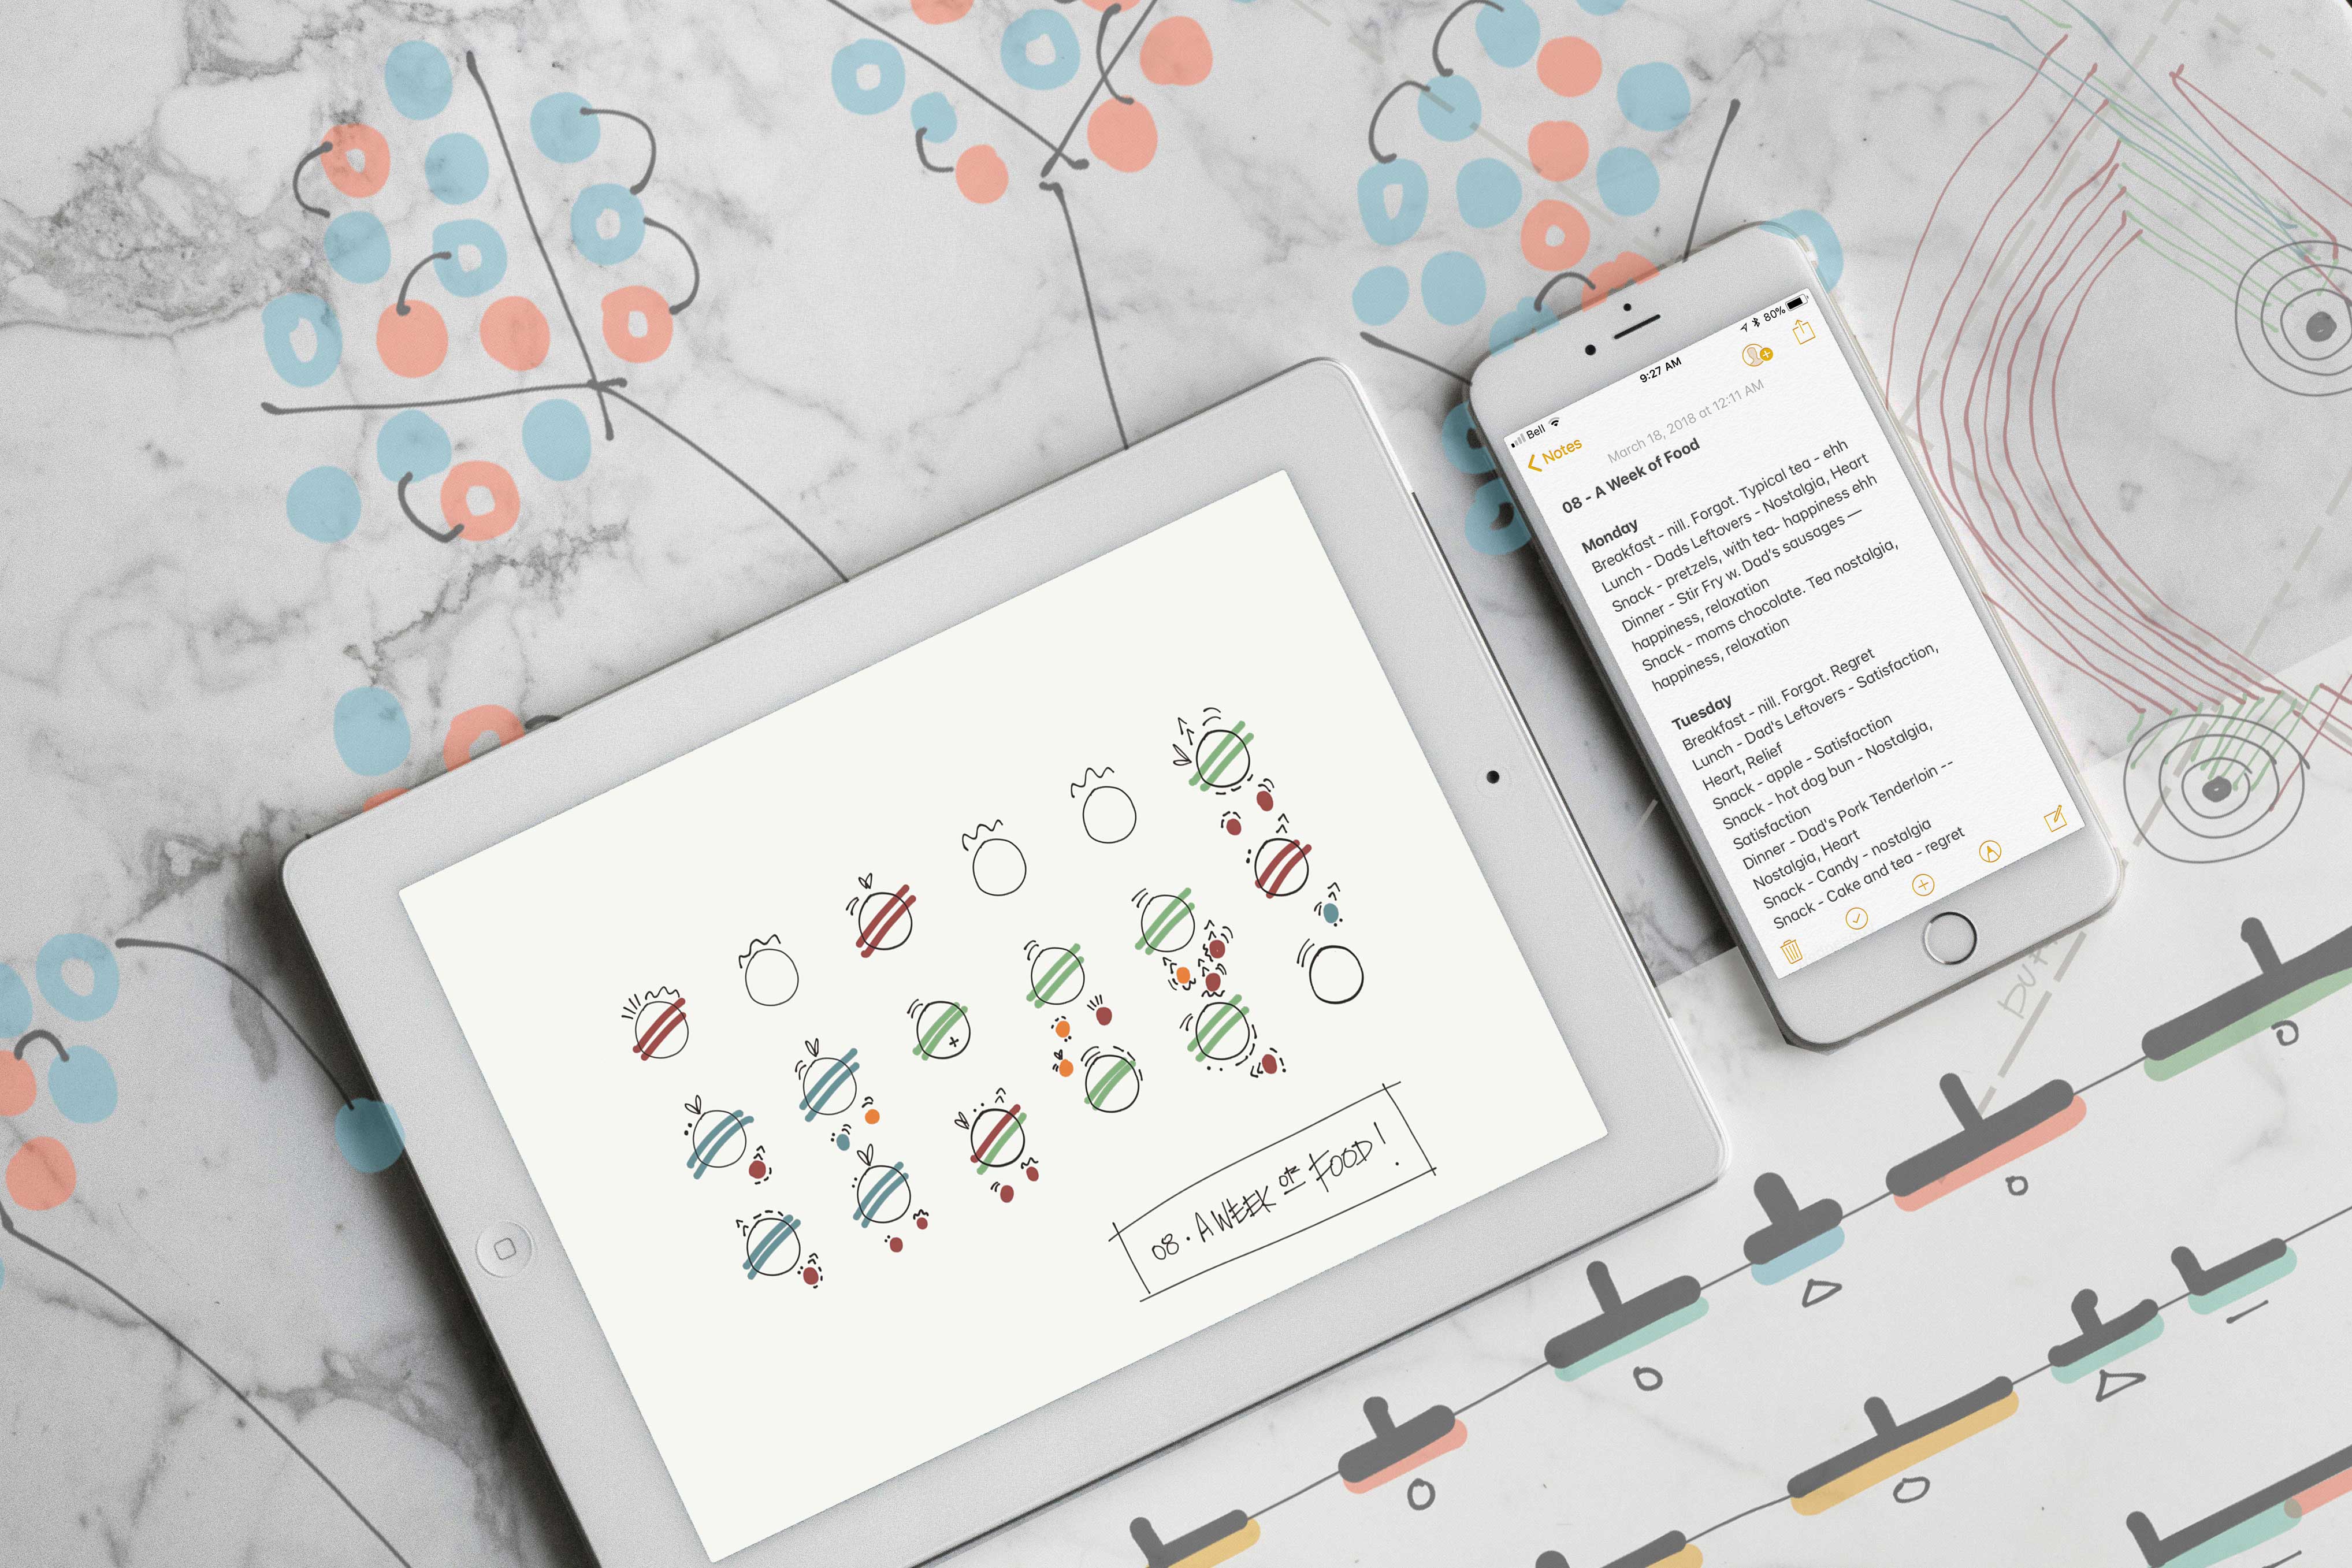 Bell
9:27 AM
80%
Notes
March 18, 2018 at 12:11 AM
08 - A Week of Food
Monday
Breakfast - nill. Forgot. Typical tea - ehh
Lunch - Dads Leftovers - Nostalgia, Heart
Snack - pretzels, with tea- happiness ehh
Dinner - Stir Fry w. Dad's sausages —
happiness, relaxation
Snack - moms chocolate. Tea nostalgia,
happiness, relaxation
Tuesday
Breakfast - nill. Forgot. Regret
Lunch - Dad's Leftovers - Satisfaction,
Heart, Relief
Snack - apple - Satisfaction
Snack - hot dog bun - Nostalgia,
Satisfaction
Dinner - Dad's Pork Tenderloin --
Nostalgia, Heart
Snack - Candy - nostalgia
Snack - Cake and tea - regret
08. A WEEK OF FOOD!